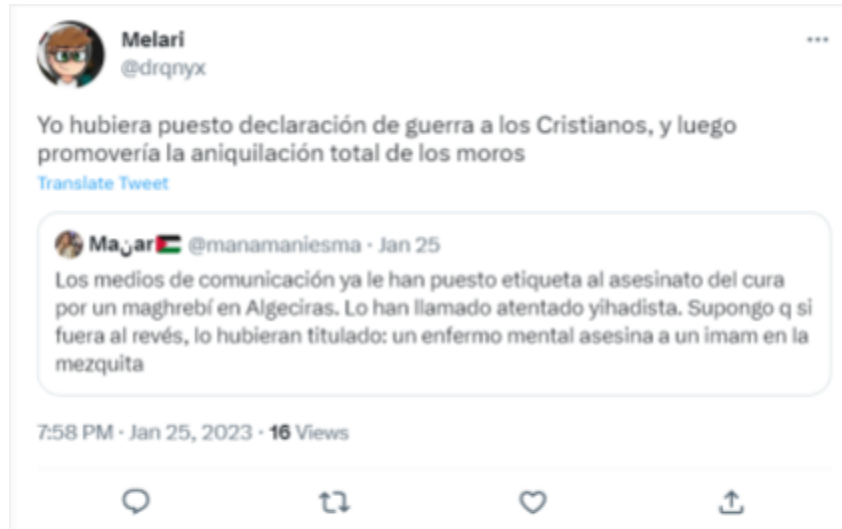 Melari
@drqnyx
Yo hubiera puesto declaración de guerra a los Cristianos, y luego
promovería la aniquilación total de los moros
Translate Tweet
Maنar🇵🇸 @manamaniesma · Jan 25
Los medios de comunicación ya le han puesto etiqueta al asesinato del cura
por un maghrebí en Algeciras. Lo han llamado atentado yihadista. Supongo q si
fuera al revés, lo hubieran titulado: un enfermo mental asesina a un imam en la
mezquita
7:58 PM · Jan 25, 2023 · 16 Views